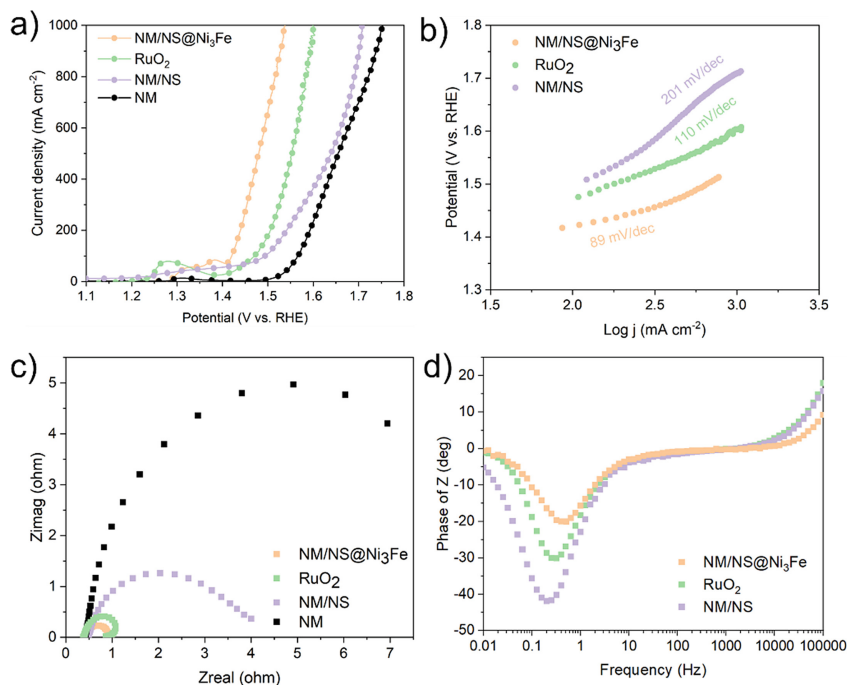 a)
NM/NS@Ni₃Fe
RuO₂
NM/NS
NM
1000
800
600
400
200
0
Current density (mA cm⁻²)
1.1 1.2 1.3 1.4 1.5 1.6 1.7 1.8
Potential (V vs. RHE)
b)
NM/NS@Ni₃Fe
RuO₂
NM/NS
201 mV/dec
110 mV/dec
89 mV/dec
1.8
1.7
1.6
1.5
1.4
1.3
Potential (V vs. RHE)
1.5 2.0 2.5 3.0 3.5
Log j (mA cm⁻²)
c)
5
4
3
2
1
0
Zimag (ohm)
NM/NS@Ni₃Fe
RuO₂
NM/NS
NM
0 1 2 3 4 5 6 7
Zreal (ohm)
d)
20
10
0
-10
-20
-30
-40
-50
Phase of Z (deg)
NM/NS@Ni₃Fe
RuO₂
NM/NS
0.01 0.1 1 10 100 1000 10000 100000
Frequency (Hz)